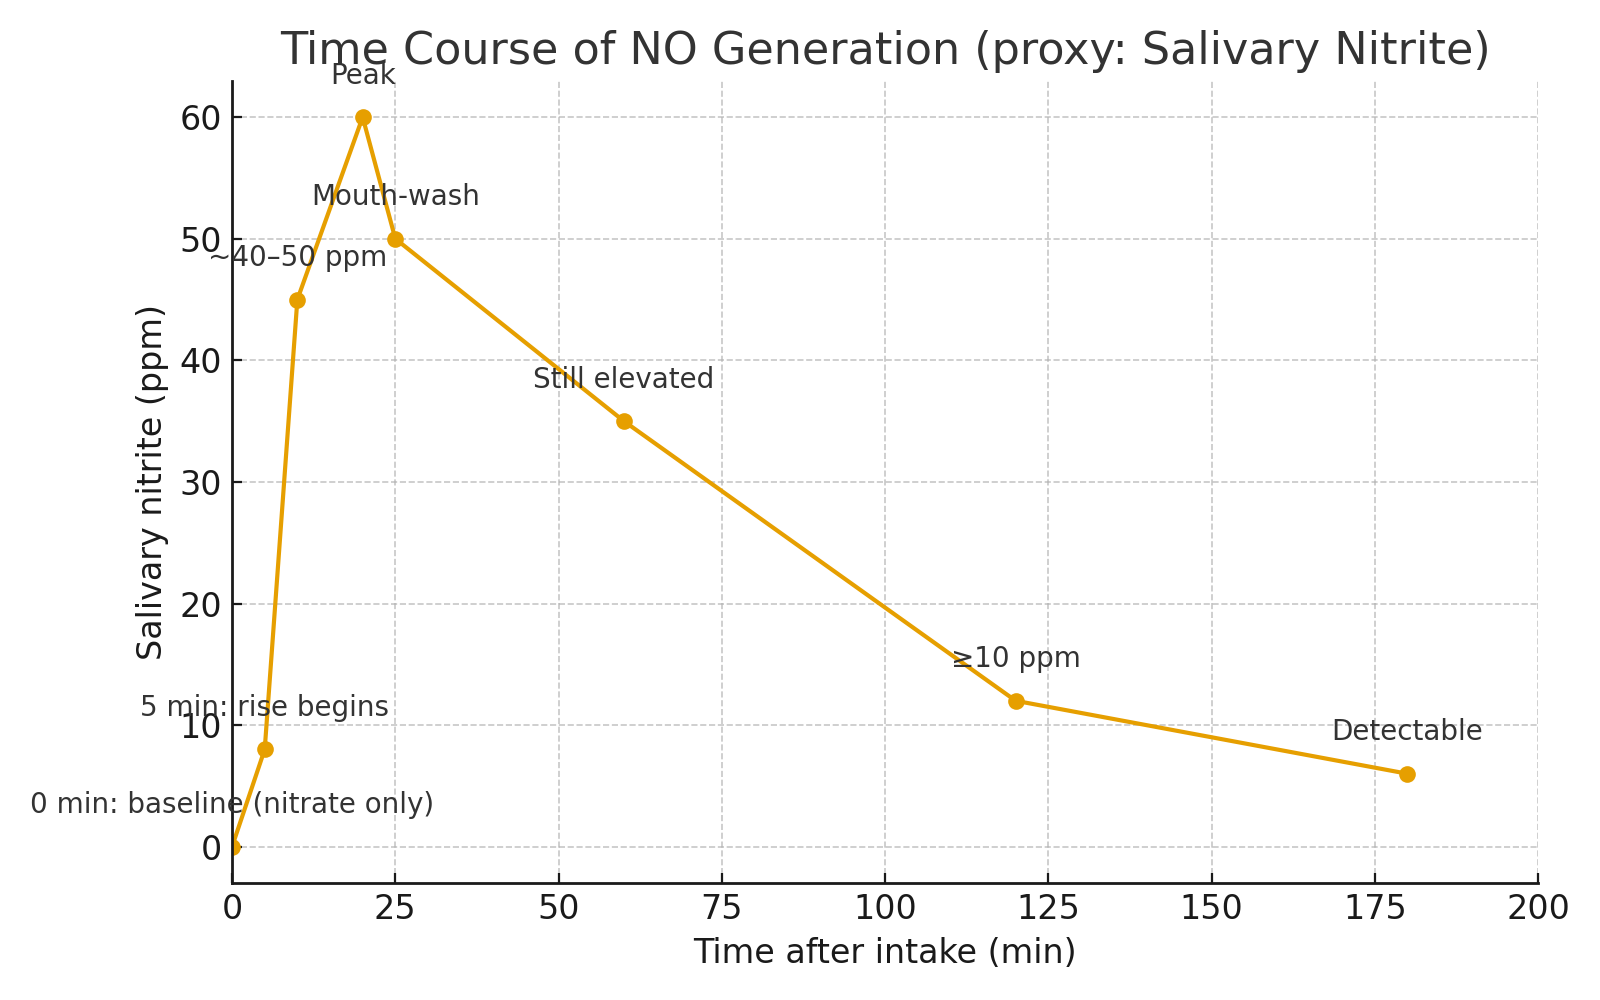 Time Course of NO Generation (proxy: Salivary Nitrite)
Peak
Mouth-wash
~40–50 ppm
Still elevated
≥10 ppm
Detectable
5 min: rise begins
0 min: baseline (nitrate only)
Salivary nitrite (ppm)
60
50
40
30
20
10
0
0 25 50 75 100 125 150 175 200
Time after intake (min)